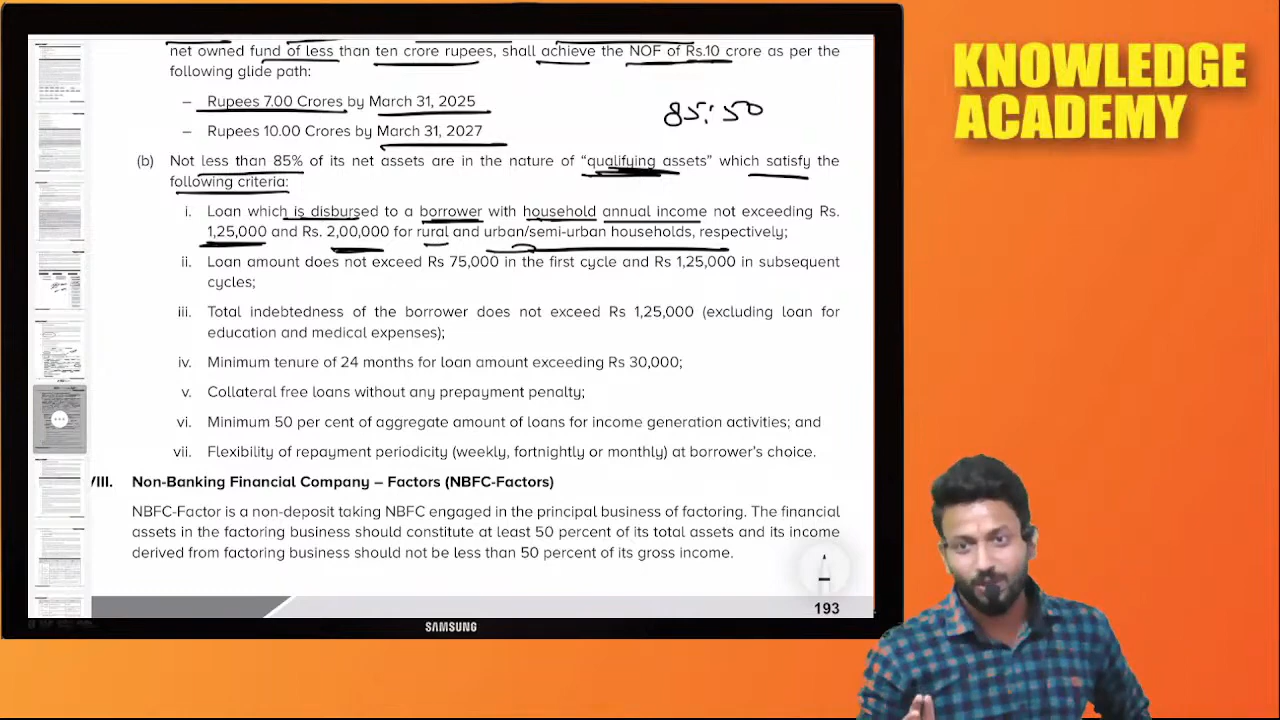 KNOWLEDGE
ACADEMY
net owned fund of less than ten crore rupees, shall achieve the NOF of Rs.10 crore as per the
following glide path:
– Rupees 7.00 Crores by March 31, 2025
– Rupees 10.00 Crores by March 31, 202
85:50
(b) Not less than 85% of its net assets are in the nature of "qualifying assets" which satisfy the
following criteria:
i. Loan which is disbursed to a borrower with household annual income not exceeding Rs.
000 and Rs 2,00,000 for rural and urban/semi-urban households, respectively;
ii. Loan amount does not exceed Rs 75,000 in the first cycle and Rs 1,25,000 in subsequent
cycles;
iii. Total indebtedness of the borrower does not exceed Rs 1,25,000 (excluding loan for
education and medical expenses);
iv. Minimum tenure of 24 months for loan amount exceeding Rs 30,000;
v. Collateral free loans without any prepayment penalty;
vi. Minimum 50 per cent of aggregate amount of loans for income generation activities; and
vii. Flexibility of repayment periodicity (weekly, fortnightly or monthly) at borrower's choice.
VIII. Non-Banking Financial Company – Factors (NBFC-Factors)
NBFC-Factor is a non-deposit taking NBFC engaged in the principal business of factoring. The financial
assets in the factoring business should constitute at least 50 percent of its total assets and its income
derived from factoring business should not be less than 50 percent of its gross income.
193
SAMSUNG